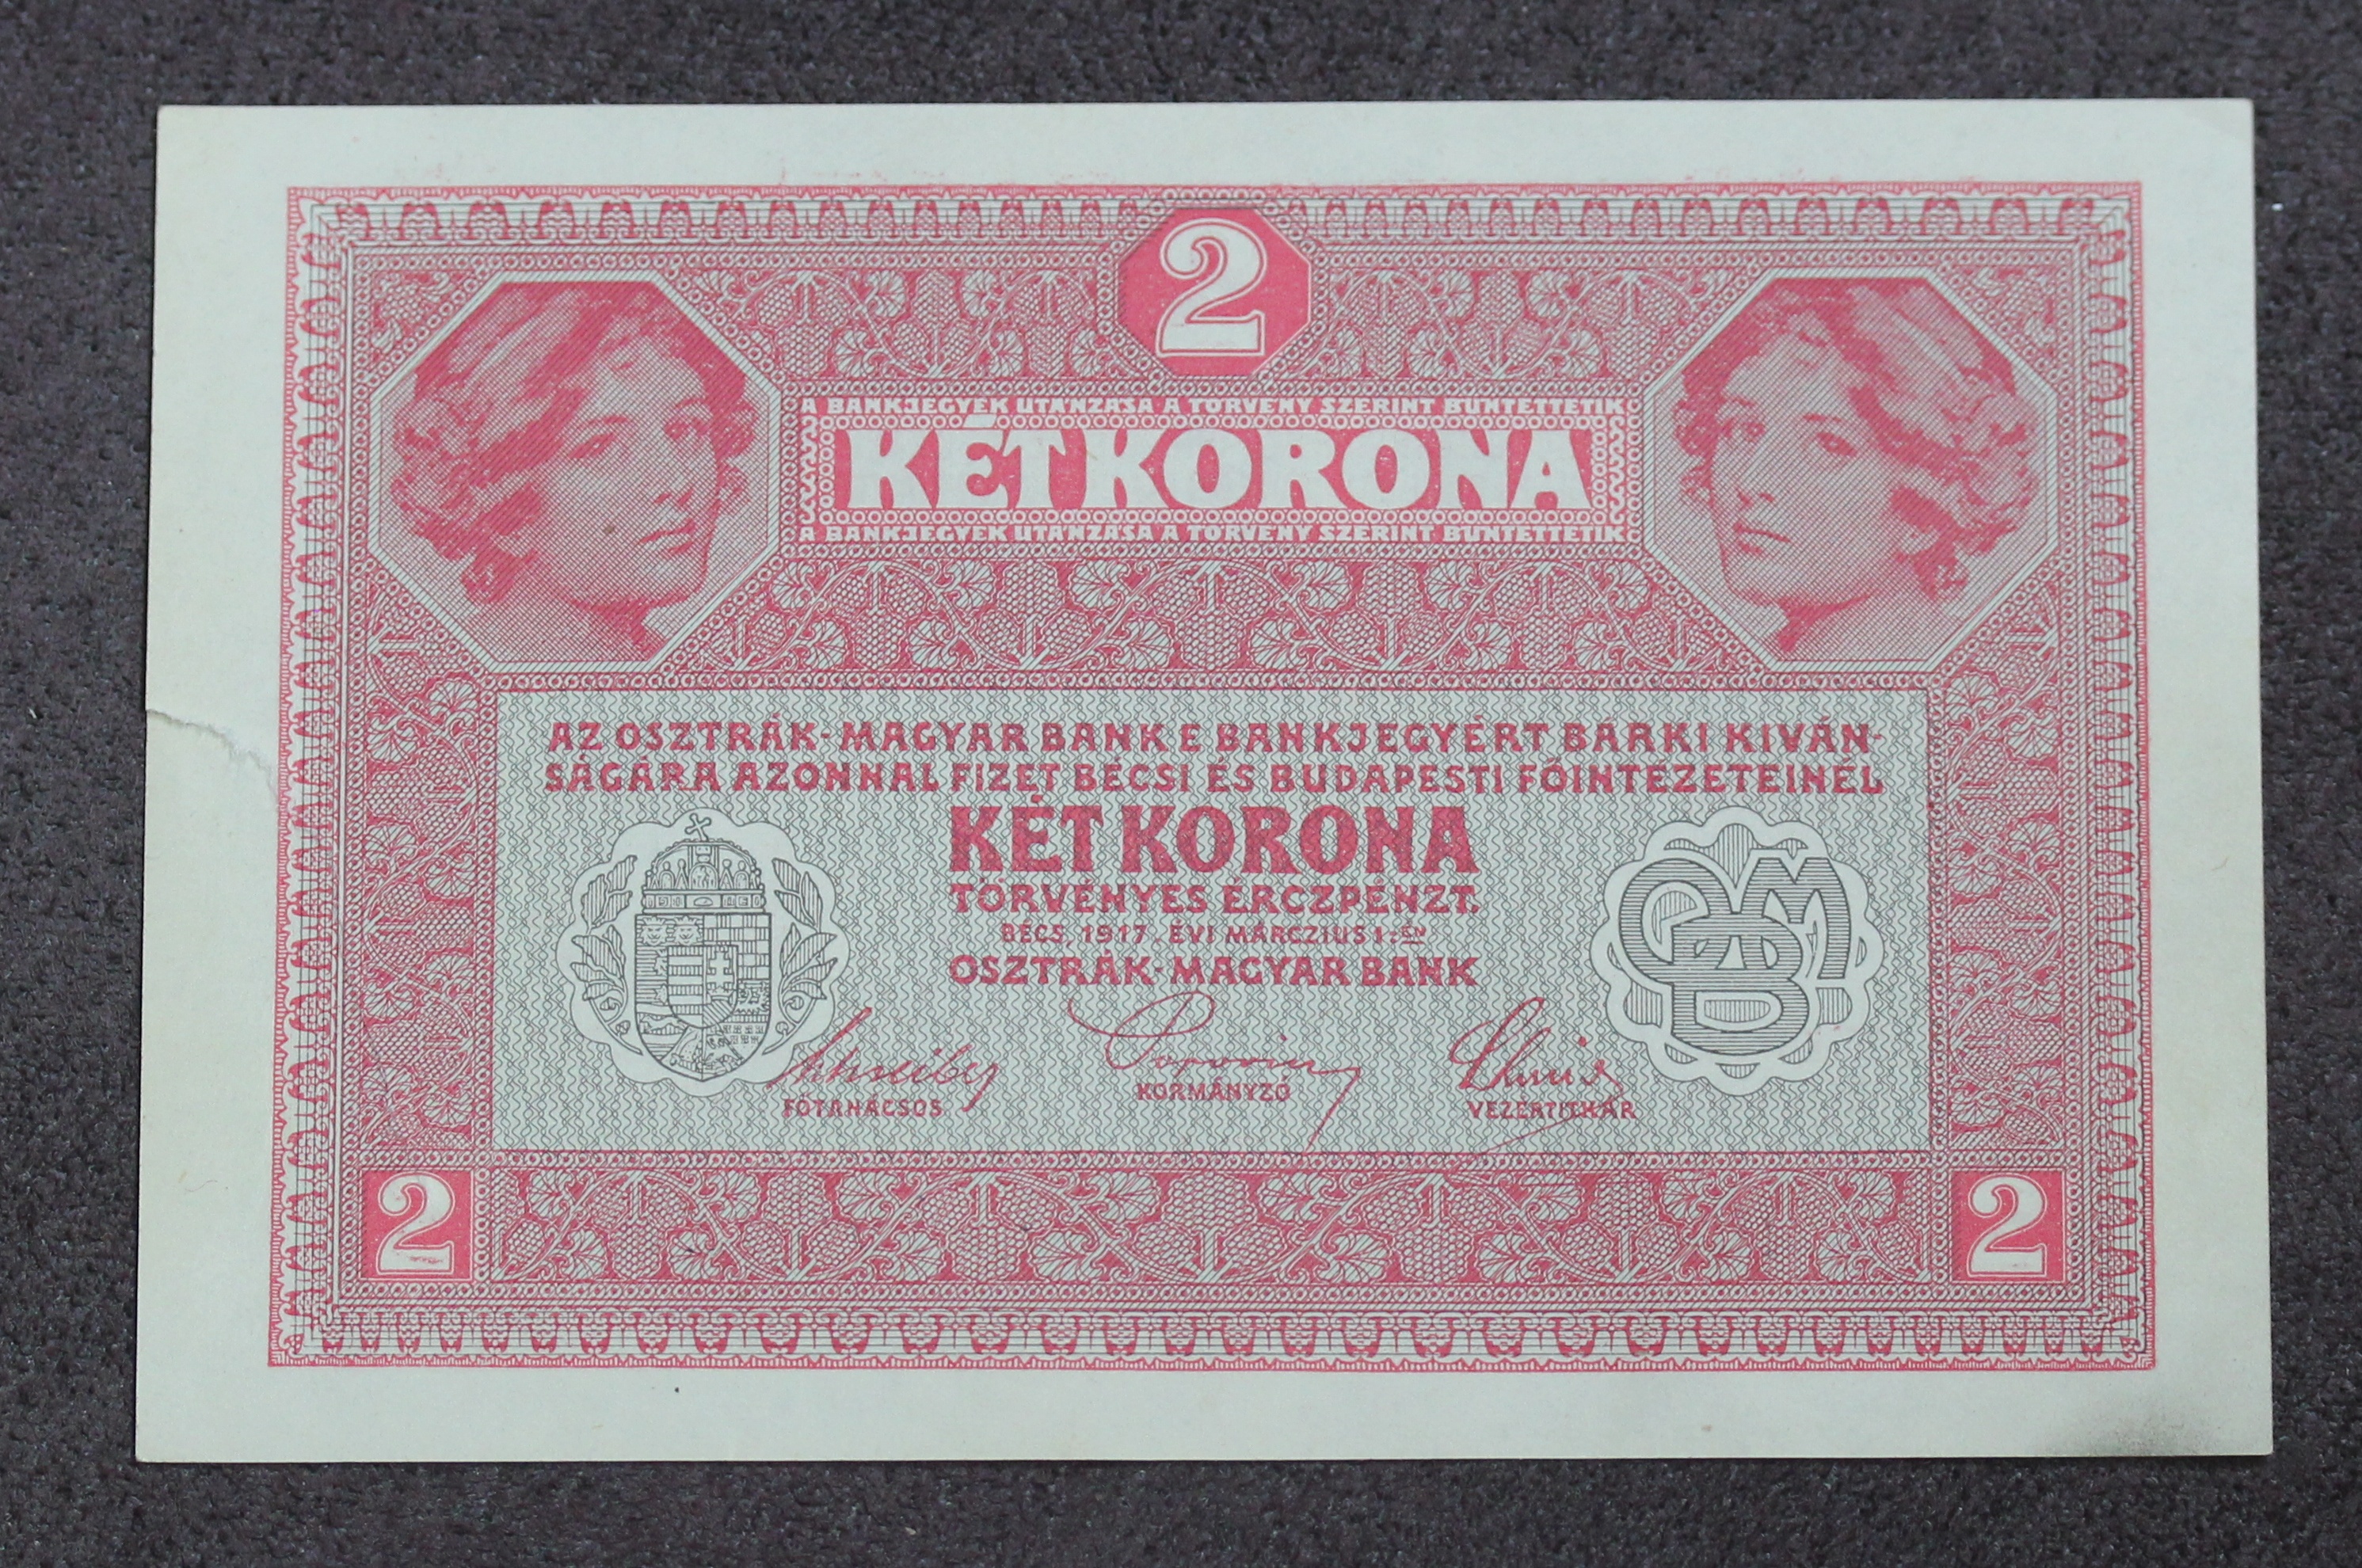 2
A BANKJEGYEK UTÁNZÁSA A TÖRVÉNY SZERINT BÜNTETTETIK
KÉT KORONA
A BANKJEGYEK UTÁNZÁSA A TÖRVÉNY SZERINT BÜNTETTETIK
AZ OSZTRÁK-MAGYAR BANK E BANKJEGYÉRT BÁRKI KIVÁN-
SÁGÁRA AZONNAL FIZET BÉCSI ÉS BUDAPESTI FŐINTÉZETEINÉL
KÉT KORONA
TÖRVÉNYES ÉRCZPÉNZT.
BÉCS, 1917. ÉVI MÁRCZIUS 1-ÉN
OSZTRÁK-MAGYAR BANK
OMB
FŐTANÁCSOS
KORMÁNYZÓ
VEZÉRTITKÁR
2
2